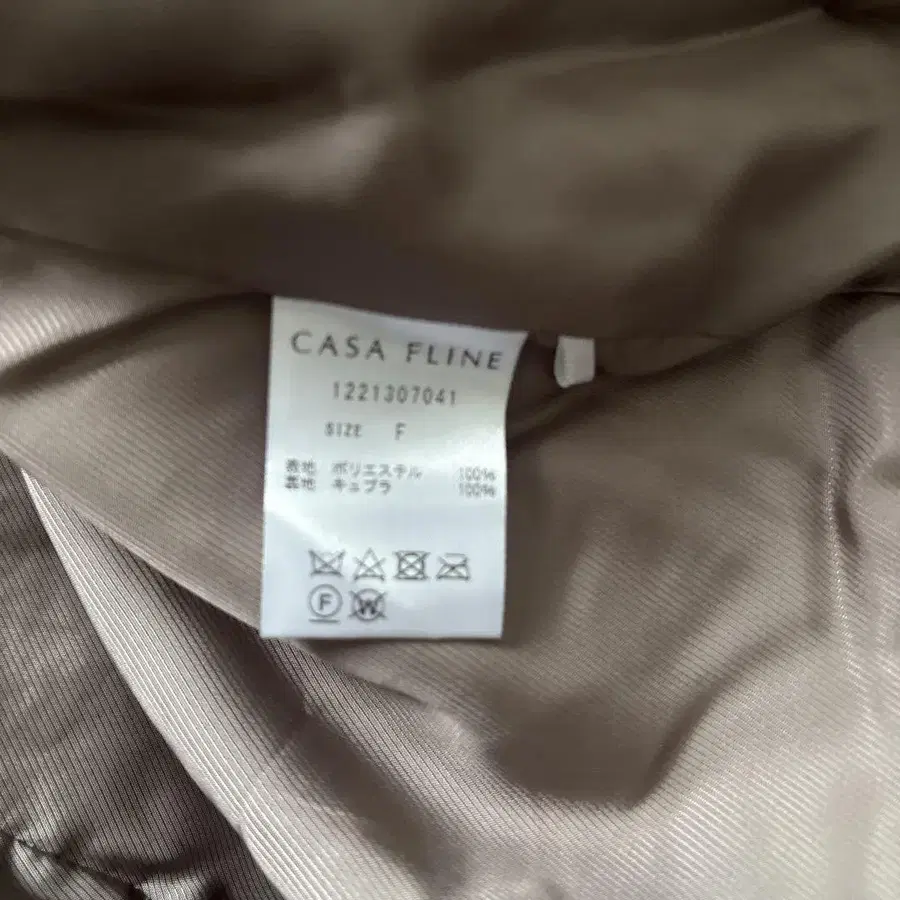 CASA FLINE
1221307041
SIZE F
表地 ポリエステル 100%
裏地 キュプラ 100%
F W